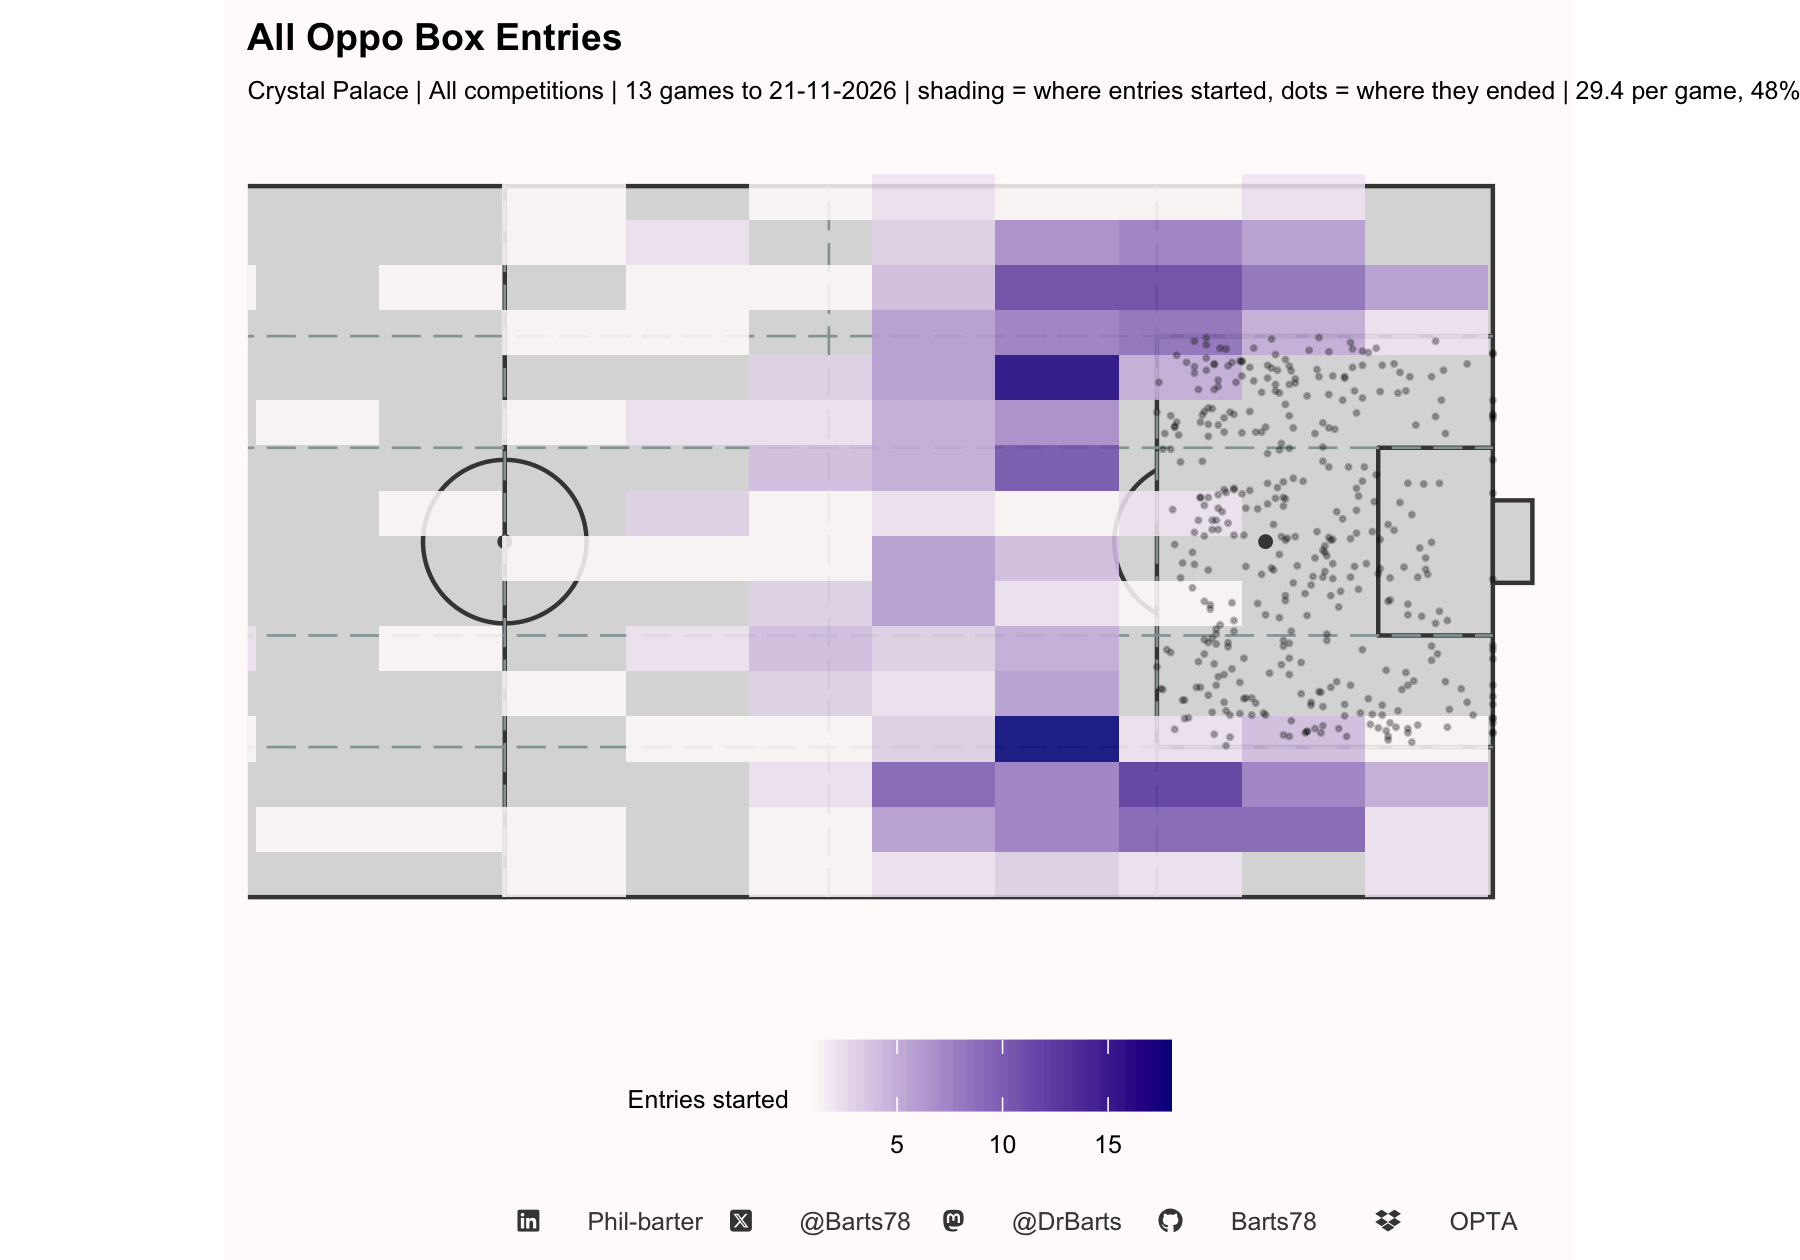 All Oppo Box Entries
Crystal Palace | All competitions | 13 games to 21-11-2026 | shading = where entries started, dots = where they ended | 29.4 per game, 48%
Entries started
5 10 15
Phil-barter @Barts78 @DrBarts Barts78 OPTA